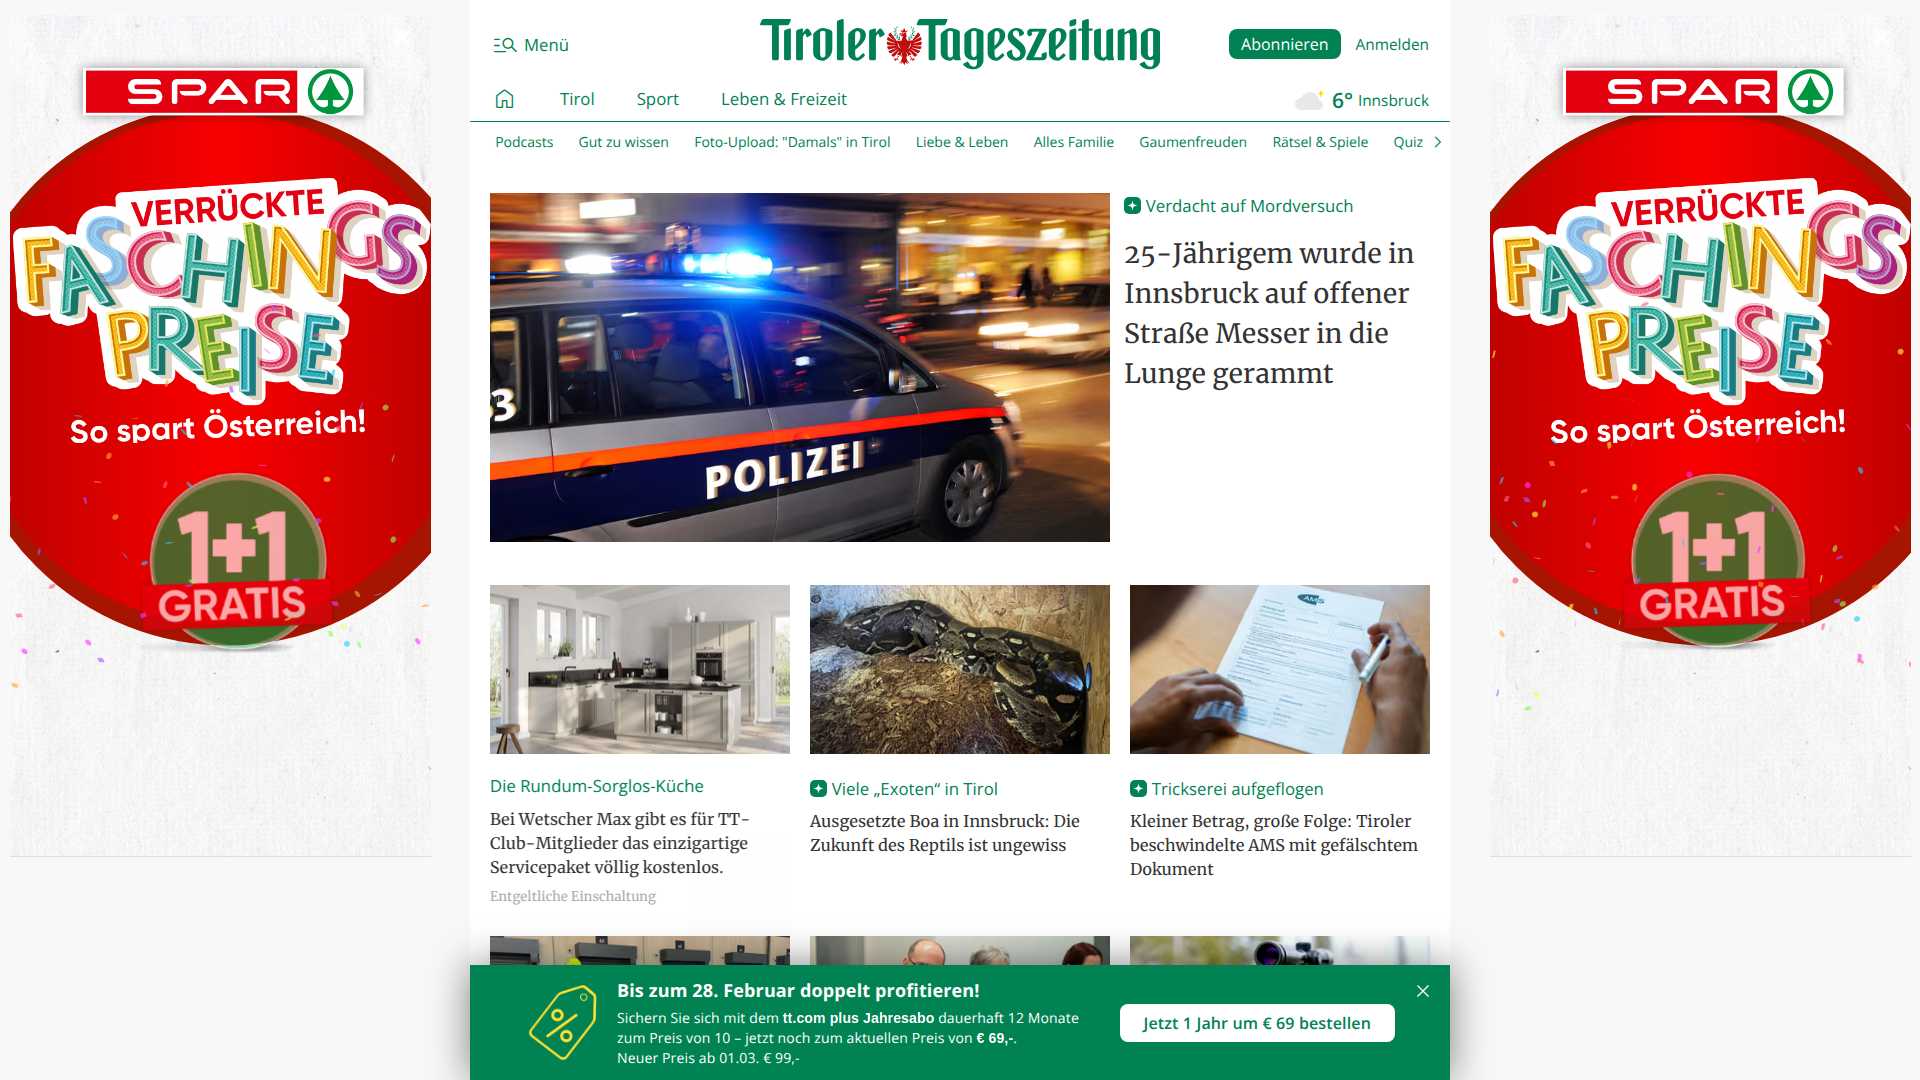 Menü
Tiroler Tageszeitung
Abonnieren
Anmelden
Tirol
Sport
Leben & Freizeit
6° Innsbruck
Podcasts
Gut zu wissen
Foto-Upload: "Damals" in Tirol
Liebe & Leben
Alles Familie
Gaumenfreuden
Rätsel & Spiele
Quiz
SPAR
VERRÜCKTE
FASCHINGS
PREISE
So spart Österreich!
1+1
GRATIS
3
POLIZEI
Verdacht auf Mordversuch
25-Jährigem wurde in
Innsbruck auf offener
Straße Messer in die
Lunge gerammt
AMS
Die Rundum-Sorglos-Küche
Bei Wetscher Max gibt es für TT-
Club-Mitglieder das einzigartige
Servicepaket völlig kostenlos.
Entgeltliche Einschaltung
Viele „Exoten“ in Tirol
Ausgesetzte Boa in Innsbruck: Die
Zukunft des Reptils ist ungewiss
Trickserei aufgeflogen
Kleiner Betrag, große Folge: Tiroler
beschwindelte AMS mit gefälschtem
Dokument
SPAR
VERRÜCKTE
FASCHINGS
PREISE
So spart Österreich!
1+1
GRATIS
Bis zum 28. Februar doppelt profitieren!
Sichern Sie sich mit dem tt.com plus Jahresabo dauerhaft 12 Monate
zum Preis von 10 – jetzt noch zum aktuellen Preis von € 69,-.
Neuer Preis ab 01.03. € 99,-
Jetzt 1 Jahr um € 69 bestellen